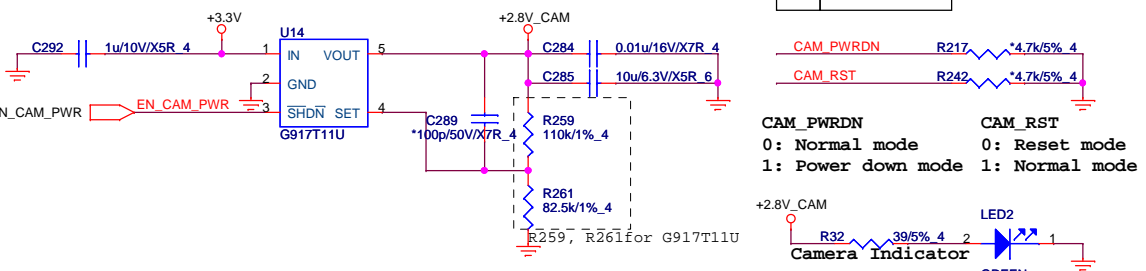 +3.3V
U14
+2.8V_CAM
C292
1u/10V/X5R_4
1
IN
VOUT
5
C284
0.01u/16V/X7R_4
CAM_PWRDN
R217
*4.7k/5%_4
2
GND
C285
10u/6.3V/X5R_6
CAM_RST
R242
*4.7k/5%_4
N_CAM_PWR
EN_CAM_PWR
3
SHDN
SET
4
G917T11U
C289
*100p/50V/X7R_4
R259
110k/1%_4
CAM_PWRDN
CAM_RST
0: Normal mode
0: Reset mode
1: Power down mode
1: Normal mode
R261
82.5k/1%_4
R259, R261for G917T11U
+2.8V_CAM
LED2
R32
39/5%_4
2
1
Camera Indicator